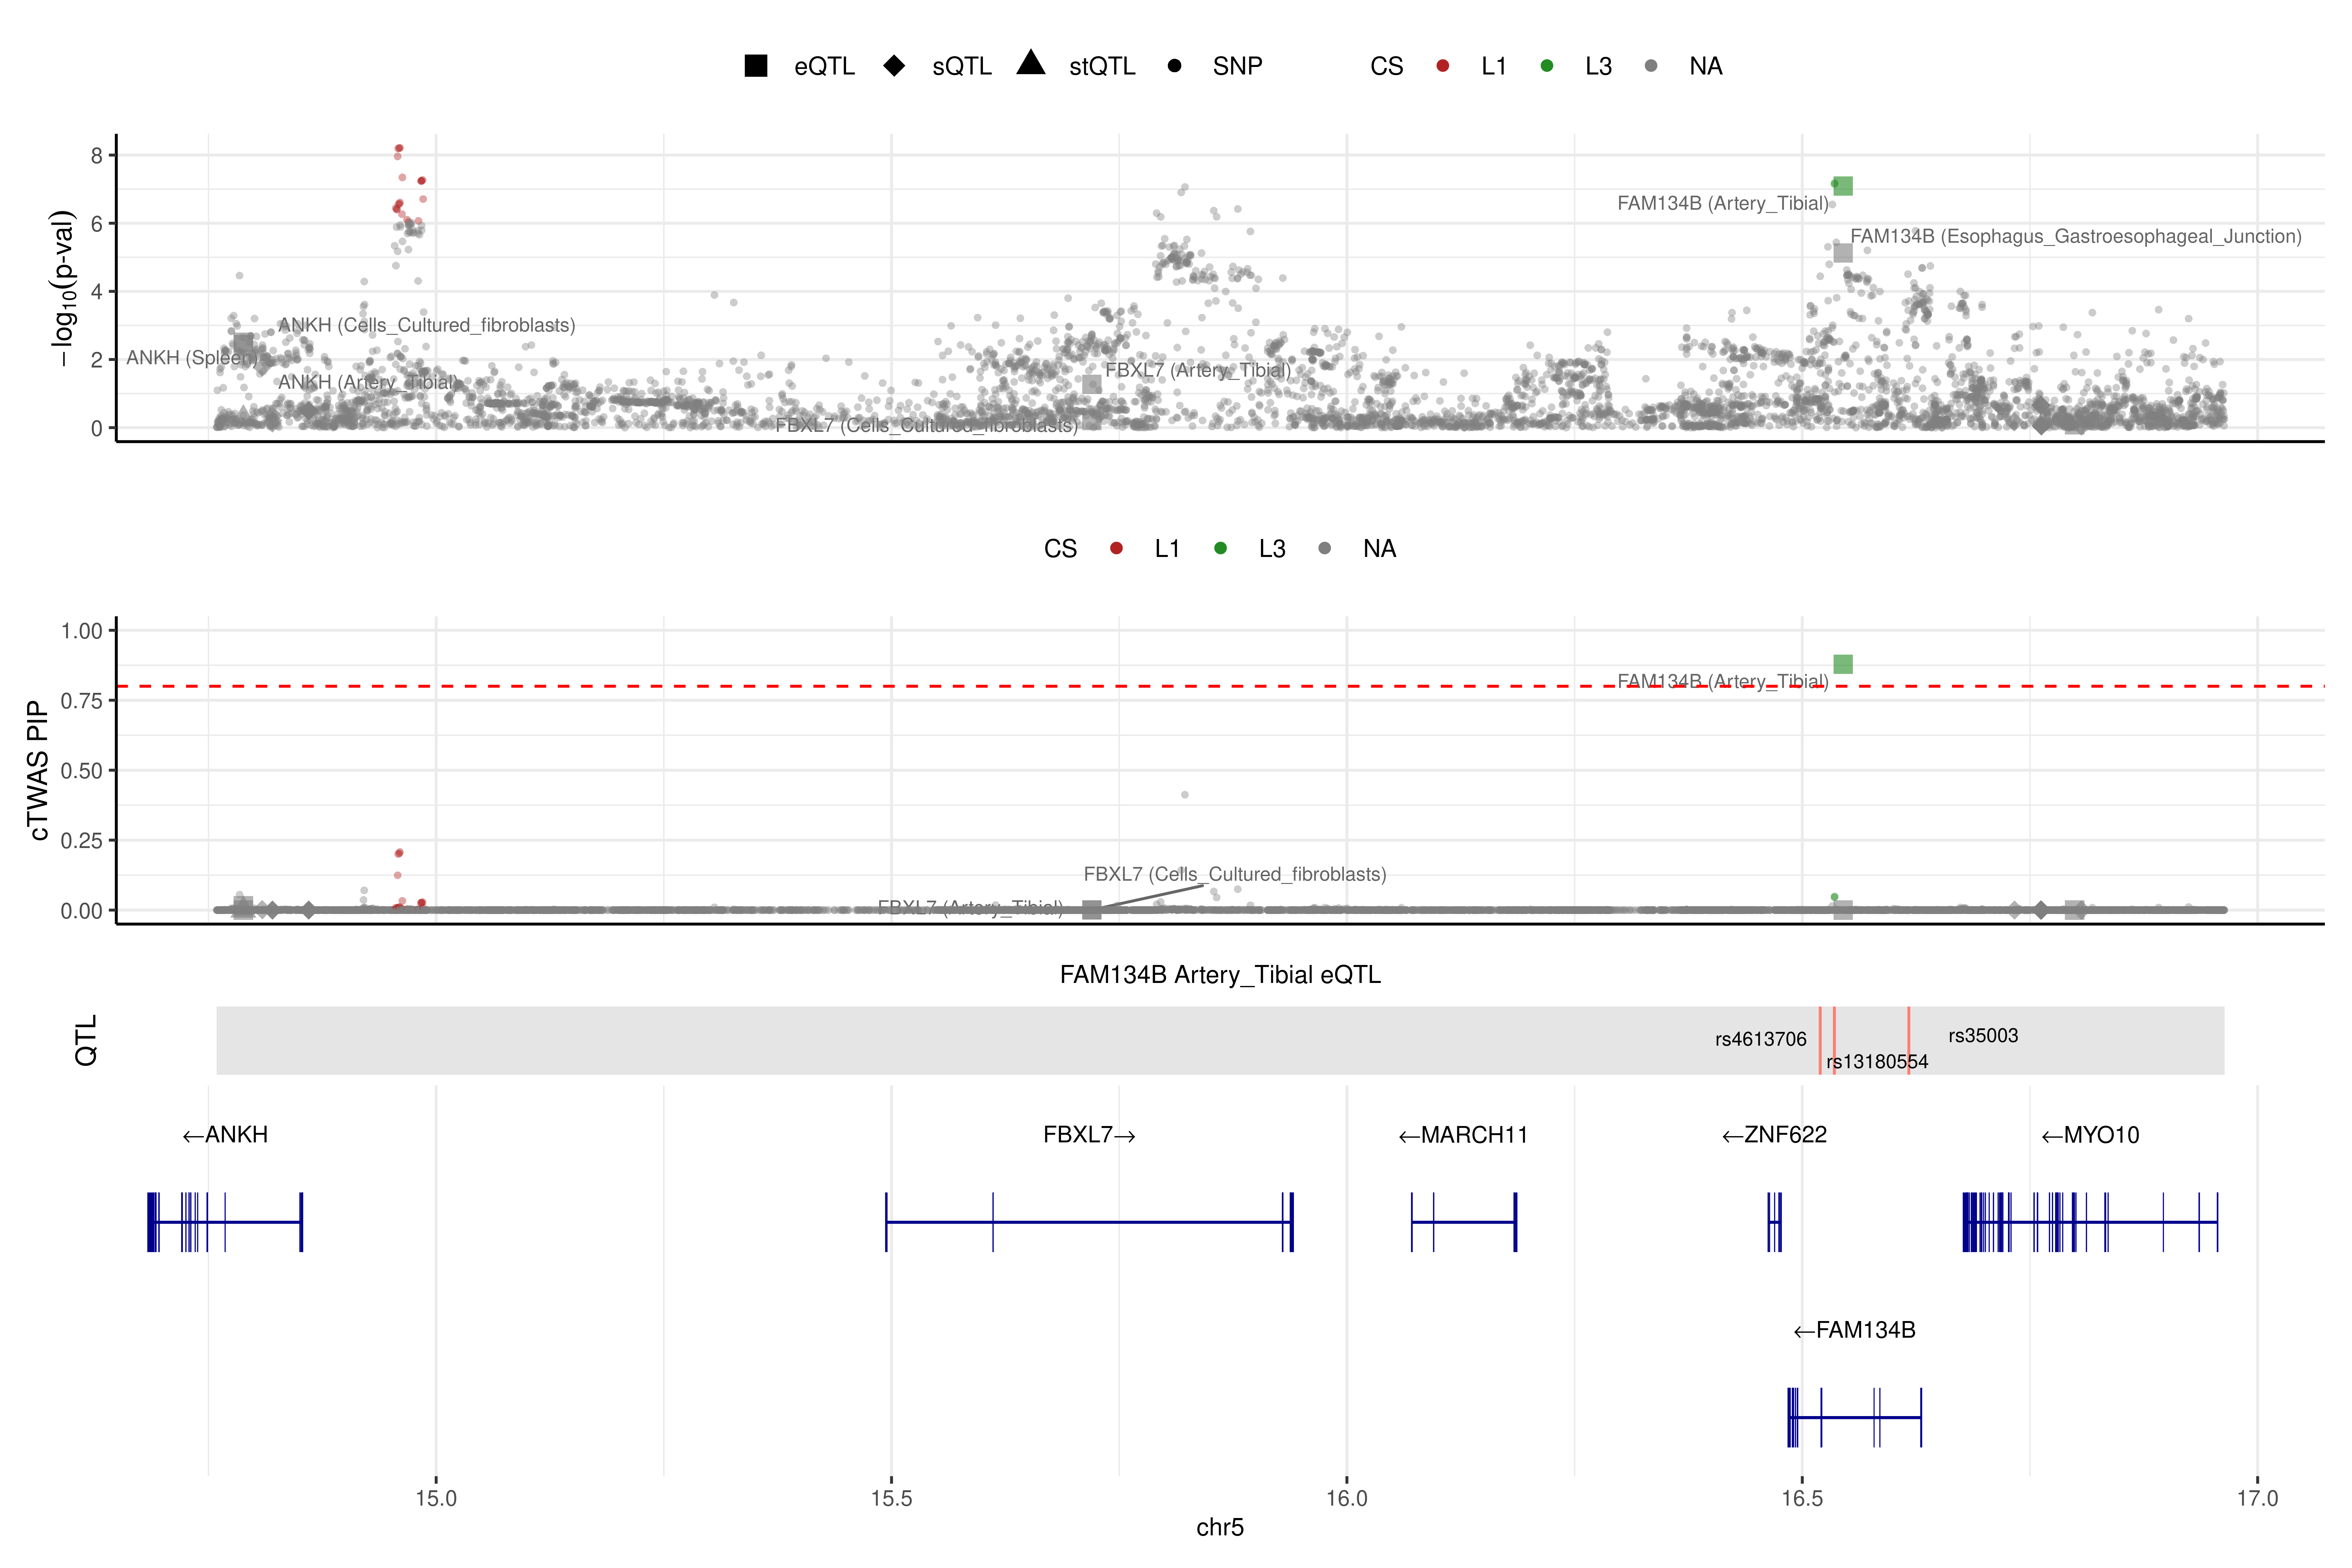 eQTL sQTL stQTL SNP CS L1 L3 NA
−log10(p-val)
8
6
4
2
0
FAM134B (Artery_Tibial)
FAM134B (Esophagus_Gastroesophageal_Junction)
ANKH (Cells_Cultured_fibroblasts)
ANKH (Spleen)
ANKH (Artery_Tibial)
FBXL7 (Artery_Tibial)
FBXL7 (Cells_Cultured_fibroblasts)
CS L1 L3 NA
cTWAS PIP
1.00
0.75
0.50
0.25
0.00
FAM134B (Artery_Tibial)
FBXL7 (Cells_Cultured_fibroblasts)
FBXL7 (Artery_Tibial)
FAM134B Artery_Tibial eQTL
QTL
rs4613706
rs13180554
rs35003
←ANKH
FBXL7→
←MARCH11
←ZNF622
←MYO10
←FAM134B
15.0 15.5 16.0 16.5 17.0
chr5